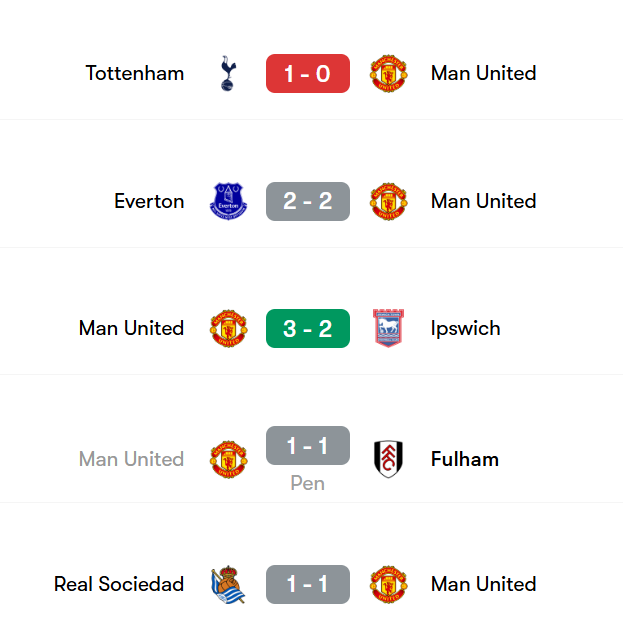 Tottenham 1 - 0 Man United
Everton 2 - 2 Man United
Man United 3 - 2 Ipswich
Man United 1 - 1 Fulham
Pen
Real Sociedad 1 - 1 Man United